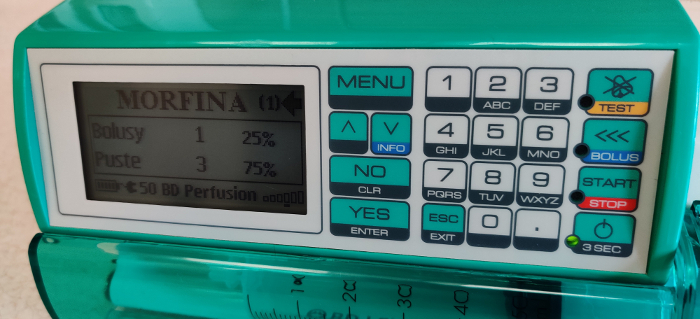 MORFINA (1)
Bolusy 1 25%
Puste 3 75%
50 BD Perfusion
MENU
INFO
NO
CLR
YES
ENTER
1 2 3
ABC DEF
4 5 6
GHI JKL MNO
7 8 9
PQRS TUV WXYZ
ESC 0 .
EXIT
TEST
<<<
BOLUS
START
STOP
3 SEC